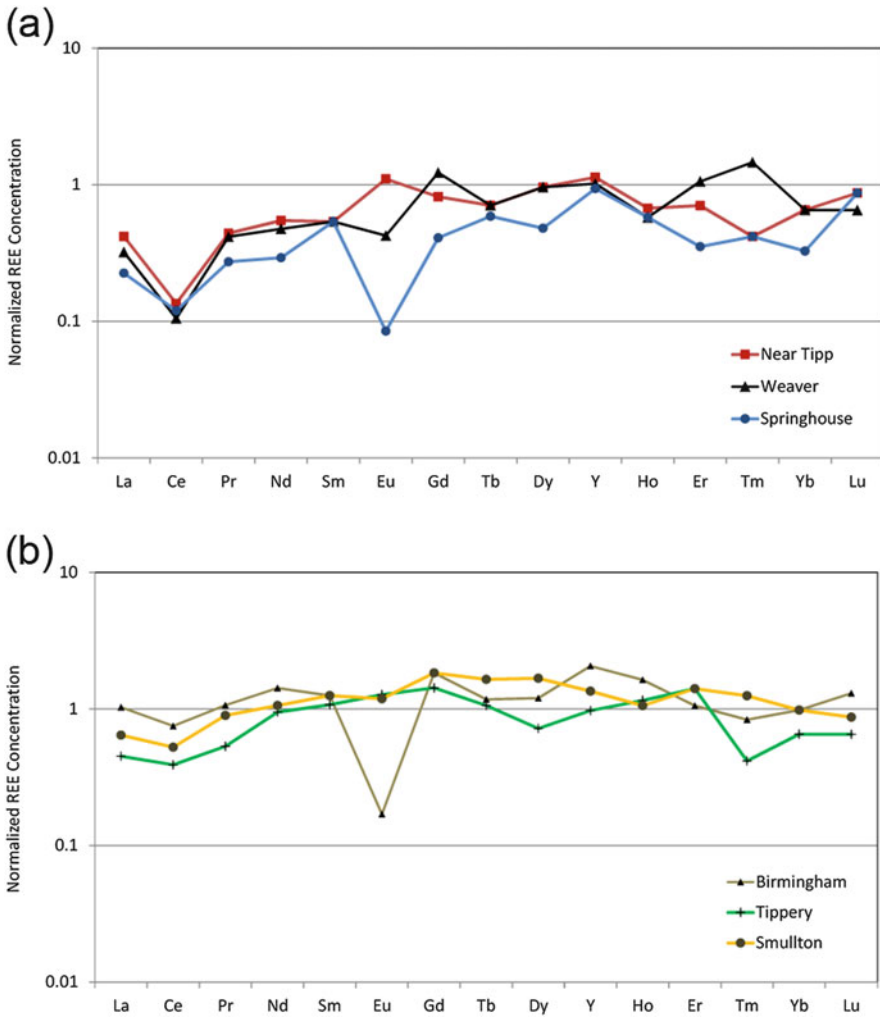 (a)
Normalized REE Concentration
10
1
0.1
0.01
Near Tipp
Weaver
Springhouse
La Ce Pr Nd Sm Eu Gd Tb Dy Y Ho Er Tm Yb Lu
(b)
Normalized REE Concentration
10
1
0.1
0.01
Birmingham
Tippery
Smullton
La Ce Pr Nd Sm Eu Gd Tb Dy Y Ho Er Tm Yb Lu